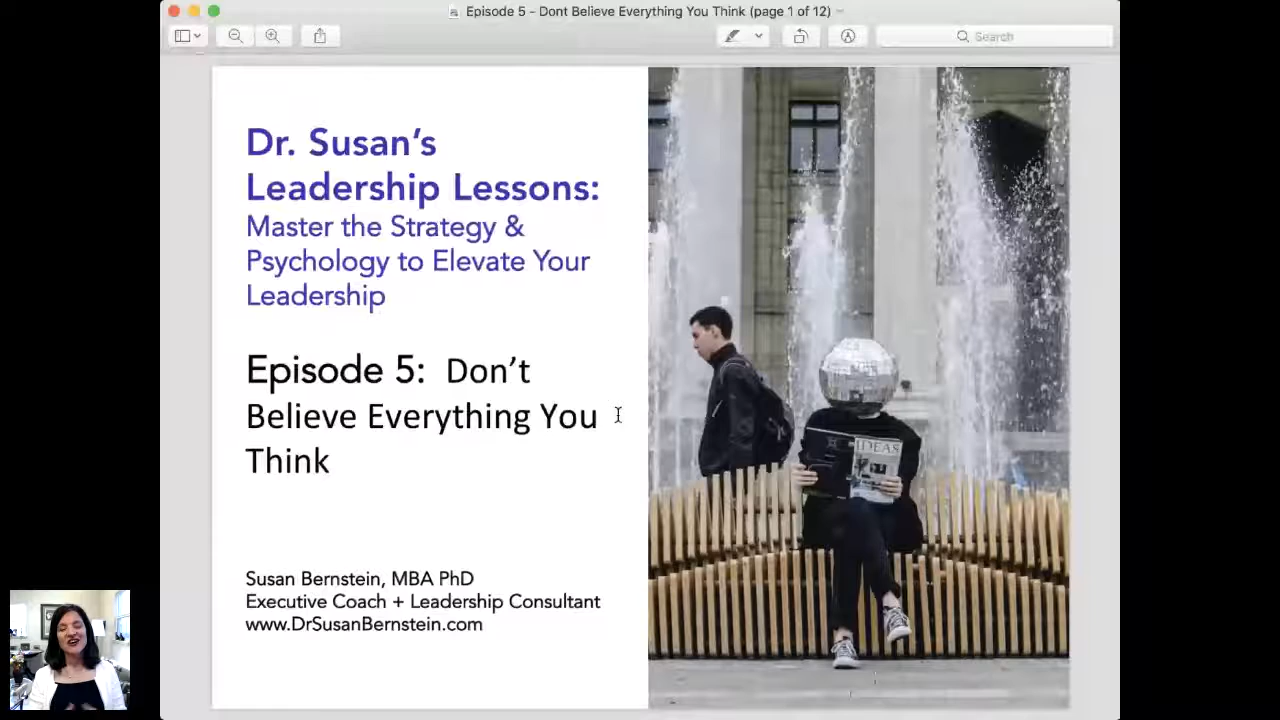 Episode 5 - Dont Believe Everything You Think (page 1 of 12)
Search
Dr. Susan’s
Leadership Lessons:
Master the Strategy &
Psychology to Elevate Your
Leadership
Episode 5:  Don’t
Believe Everything You
Think
Susan Bernstein, MBA PhD
Executive Coach + Leadership Consultant
www.DrSusanBernstein.com
IDEAS